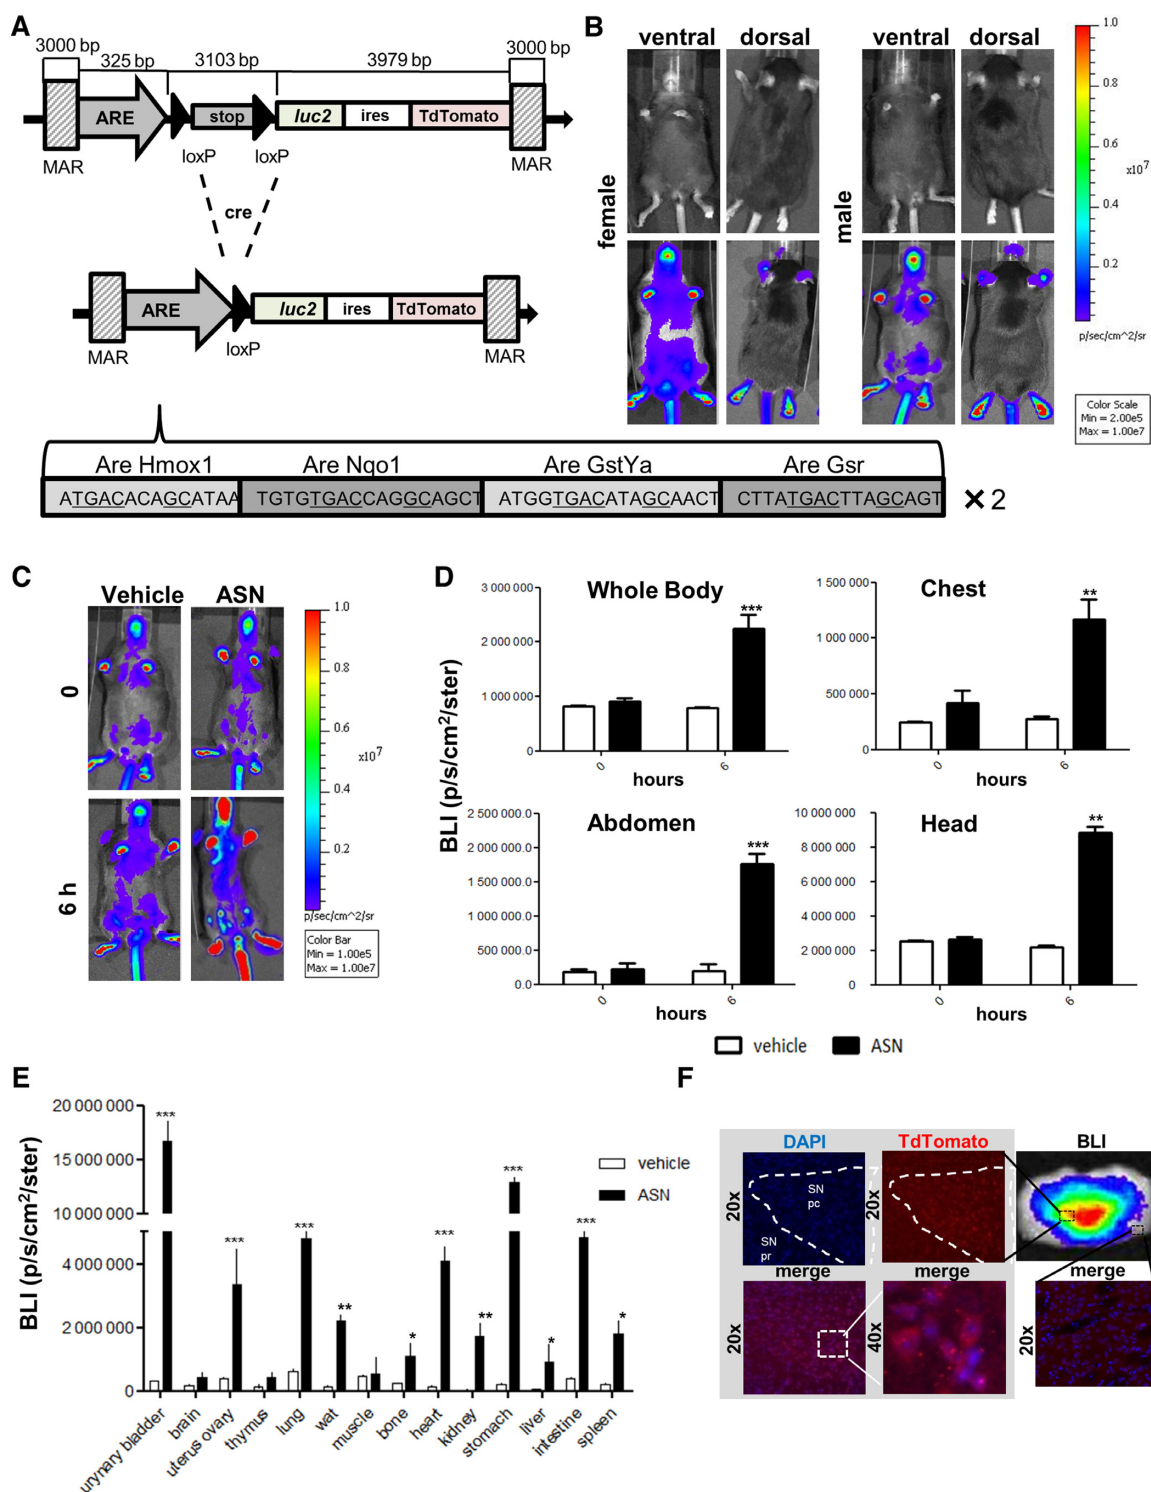 A
3000 bp
325 bp
3103 bp
3979 bp
3000 bp
ARE
stop
luc2
ires
TdTomato
MAR
loxP
loxP
MAR
cre
ARE
luc2
ires
TdTomato
MAR
loxP
MAR
Are Hmox1
Are Nqo1
Are GstYa
Are Gsr
ATGACACAGCATAA
TGTGTGACCAGGCAGCT
ATGGTGACATAGCAACT
CTTATGACTTAGCAGT
×2
B
ventral
dorsal
ventral
dorsal
female
male
1.0
0.8
0.6
x10^7
0.4
0.2
p/sec/cm^2/sr
Color Scale
Min = 2.00e5
Max = 1.00e7
C
Vehicle
ASN
0
6 h
1.0
0.8
0.6
x10^7
0.4
0.2
p/sec/cm^2/sr
Color Bar
Min = 1.00e5
Max = 1.00e7
D
BLI (p/s/cm²/ster)
Whole Body
3 000 000
2 000 000
1 000 000
0
***
0
6
hours
Chest
1 500 000
1 000 000
500 000
0
**
0
6
hours
Abdomen
2 500 000.0
2 000 000.0
1 500 000.0
1 000 000.0
500 000.0
0.0
***
0
6
hours
Head
10 000 000
8 000 000
6 000 000
4 000 000
2 000 000
0
**
0
6
hours
vehicle
ASN
E
BLI (p/s/cm²/ster)
20 000 000
15 000 000
10 000 000
4 000 000
2 000 000
0
***
***
***
**
*
***
**
***
*
***
*
vehicle
ASN
urynary bladder
brain
uterus ovary
thymus
lung
wat
muscle
bone
heart
kidney
stomach
liver
intestine
spleen
F
DAPI
TdTomato
BLI
20x
SN
pc
SN
pr
20x
merge
merge
merge
20x
40x
20x